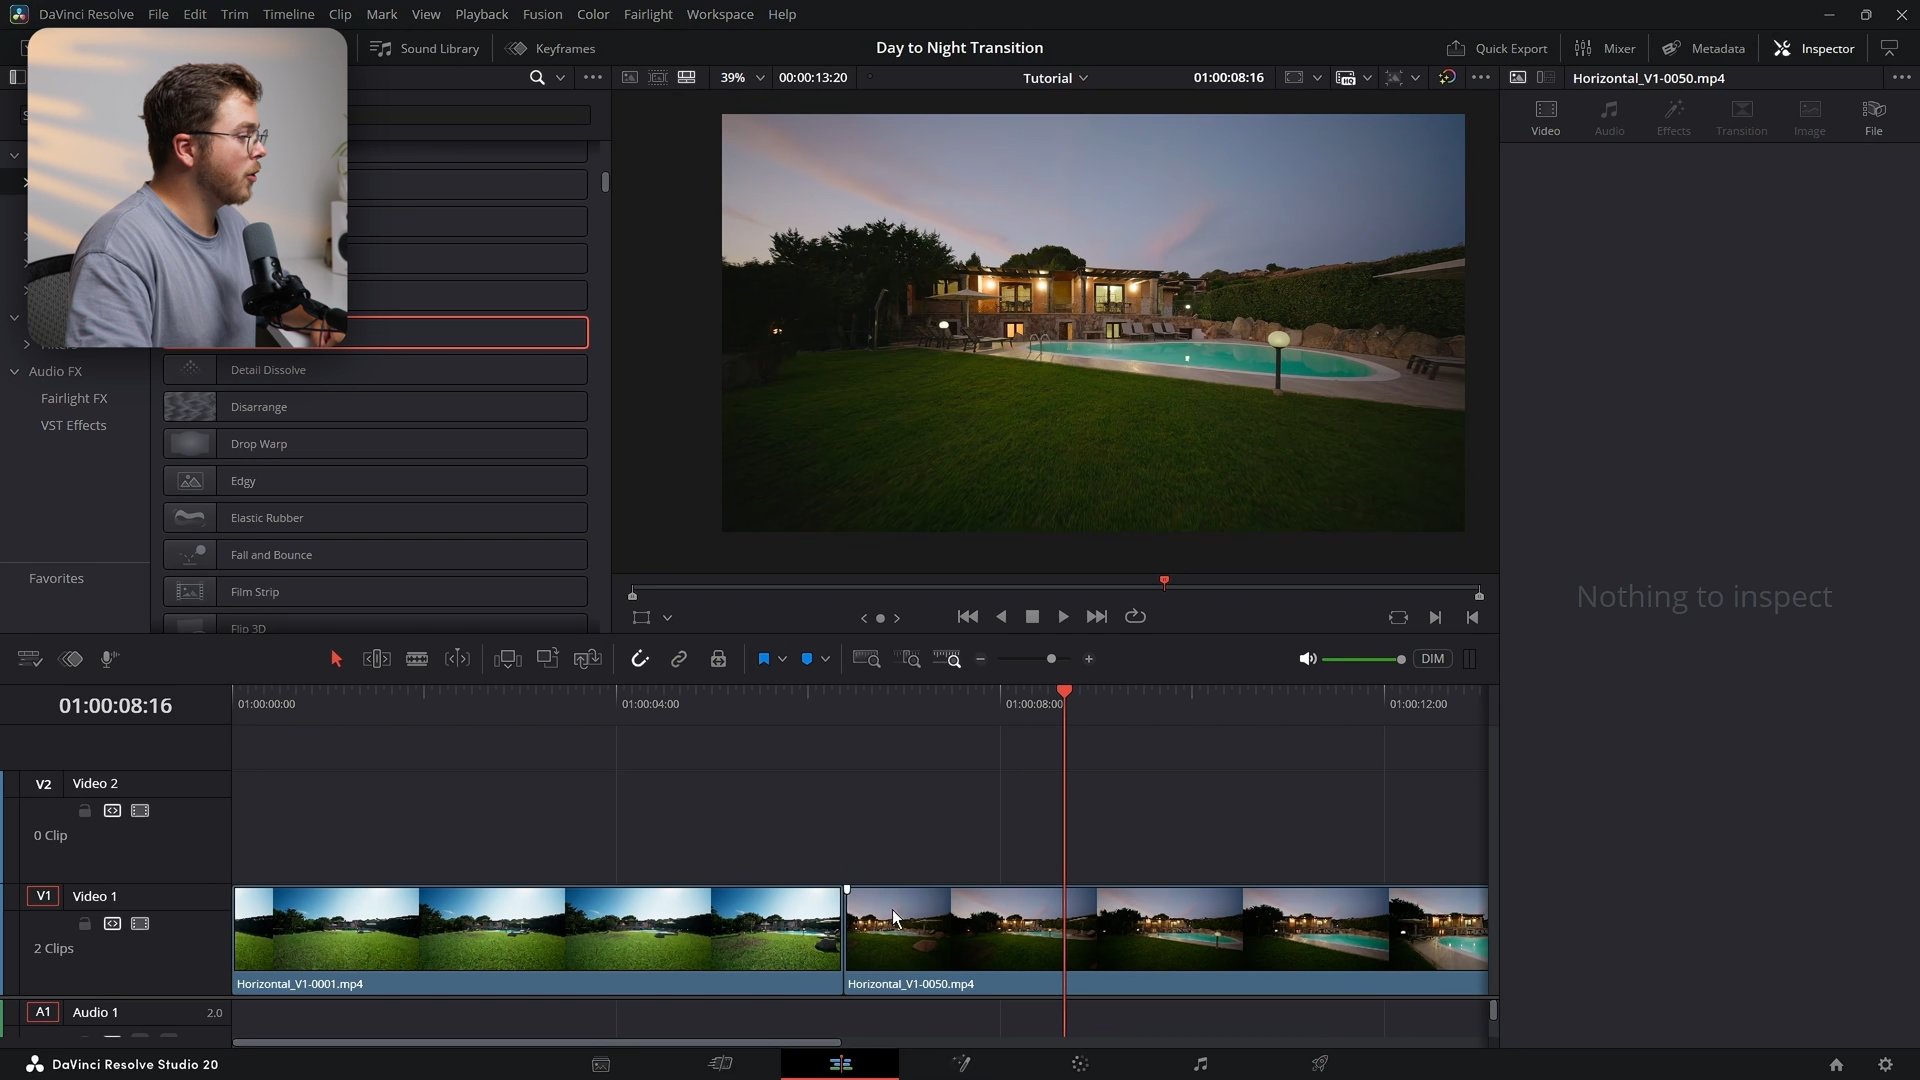 DaVinci Resolve File Edit Trim Timeline Clip Mark View Playback Fusion Color Fairlight Workspace Help
Sound Library Keyframes Day to Night Transition Quick Export Mixer Metadata Inspector
39% 00:00:13:20 Tutorial 01:00:08:16 Horizontal_V1-0050.mp4
Video Audio Effects Transition Image File
Audio FX
Fairlight FX
VST Effects
Favorites
Detail Dissolve
Disarrange
Drop Warp
Edgy
Elastic Rubber
Fall and Bounce
Film Strip
Flip 3D
Nothing to inspect
DIM
01:00:08:16 01:00:00:00 01:00:04:00 01:00:08:00 01:00:12:00
V2 Video 2
0 Clip
V1 Video 1
2 Clips
Horizontal_V1-0001.mp4 Horizontal_V1-0050.mp4
A1 Audio 1 2.0
DaVinci Resolve Studio 20